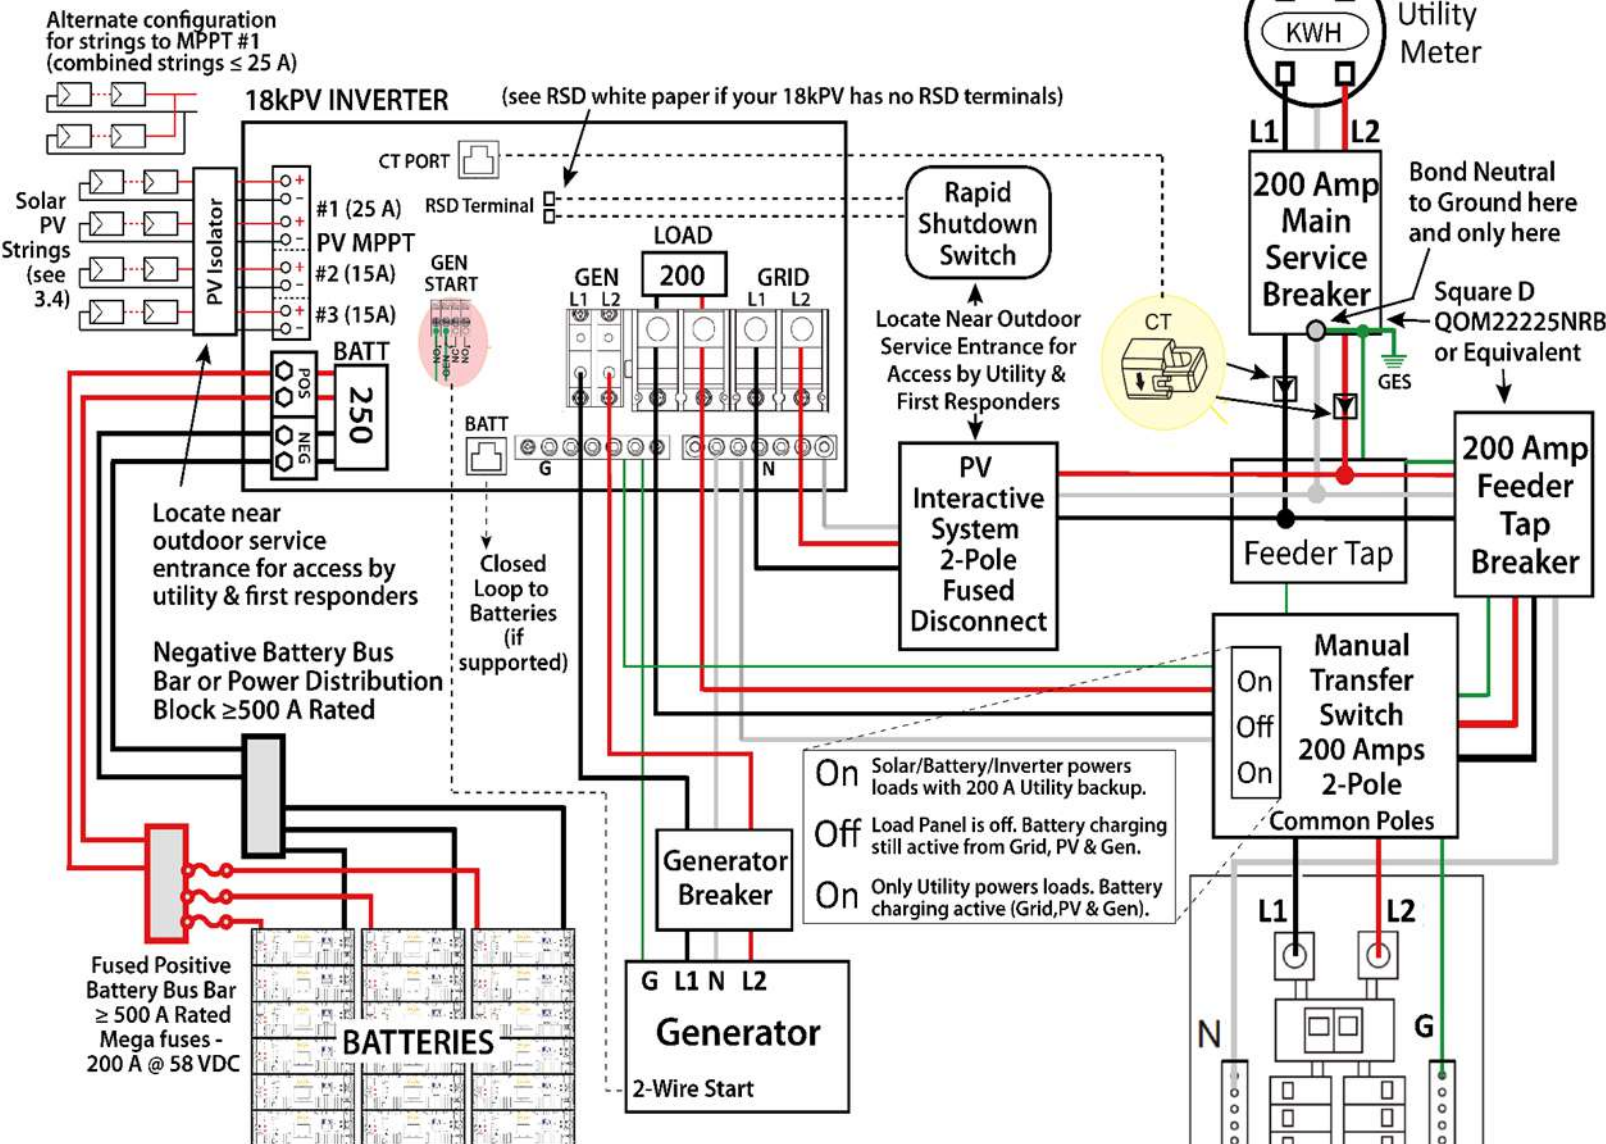 Alternate configuration
for strings to MPPT #1
(combined strings ≤ 25 A)
18kPV INVERTER
(see RSD white paper if your 18kPV has no RSD terminals)
Utility
Meter
KWH
L1
L2
CT PORT
RSD Terminal
Solar
PV
Strings
(see
3.4)
PV Isolator
+
-
+
-
+
-
+
-
#1 (25 A)
PV MPPT
#2 (15A)
#3 (15A)
GEN
START
NO
GEN
NC
NO
LOAD
200
GEN
L1 L2
GRID
L1 L2
BATT
250
POS
NEG
BATT
G
N
Rapid
Shutdown
Switch
Locate Near Outdoor
Service Entrance for
Access by Utility &
First Responders
CT
200 Amp
Main
Service
Breaker
Bond Neutral
to Ground here
and only here
Square D
QOM22225NRB
or Equivalent
GES
PV
Interactive
System
2-Pole
Fused
Disconnect
Feeder Tap
200 Amp
Feeder
Tap
Breaker
Locate near
outdoor service
entrance for access by
utility & first responders
Closed
Loop to
Batteries
(if
supported)
Negative Battery Bus
Bar or Power Distribution
Block ≥500 A Rated
On
Off
On
Manual
Transfer
Switch
200 Amps
2-Pole
Common Poles
On Solar/Battery/Inverter powers
loads with 200 A Utility backup.
Off Load Panel is off. Battery charging
still active from Grid, PV & Gen.
On Only Utility powers loads. Battery
charging active (Grid,PV & Gen).
Generator
Breaker
G L1 N L2
Generator
2-Wire Start
Fused Positive
Battery Bus Bar
≥ 500 A Rated
Mega fuses -
200 A @ 58 VDC
BATTERIES
L1
L2
N
G